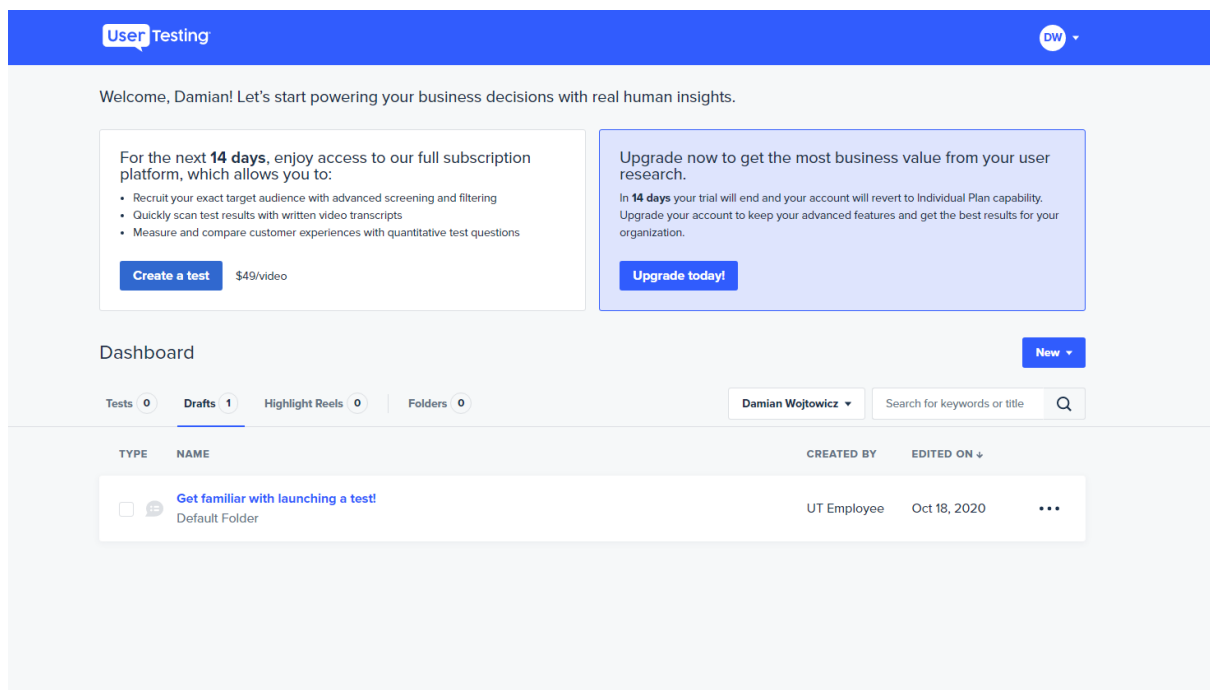 User Testing
DW
Welcome, Damian! Let's start powering your business decisions with real human insights.
For the next 14 days, enjoy access to our full subscription
platform, which allows you to:
• Recruit your exact target audience with advanced screening and filtering
• Quickly scan test results with written video transcripts
• Measure and compare customer experiences with quantitative test questions
Create a test $49/video
Upgrade now to get the most business value from your user
research.
In 14 days your trial will end and your account will revert to Individual Plan capability.
Upgrade your account to keep your advanced features and get the best results for your
organization.
Upgrade today!
Dashboard
New
Tests 0 Drafts 1 Highlight Reels 0 Folders 0 Damian Wojtowicz Search for keywords or title
TYPE NAME CREATED BY EDITED ON
Get familiar with launching a test!
Default Folder
UT Employee Oct 18, 2020